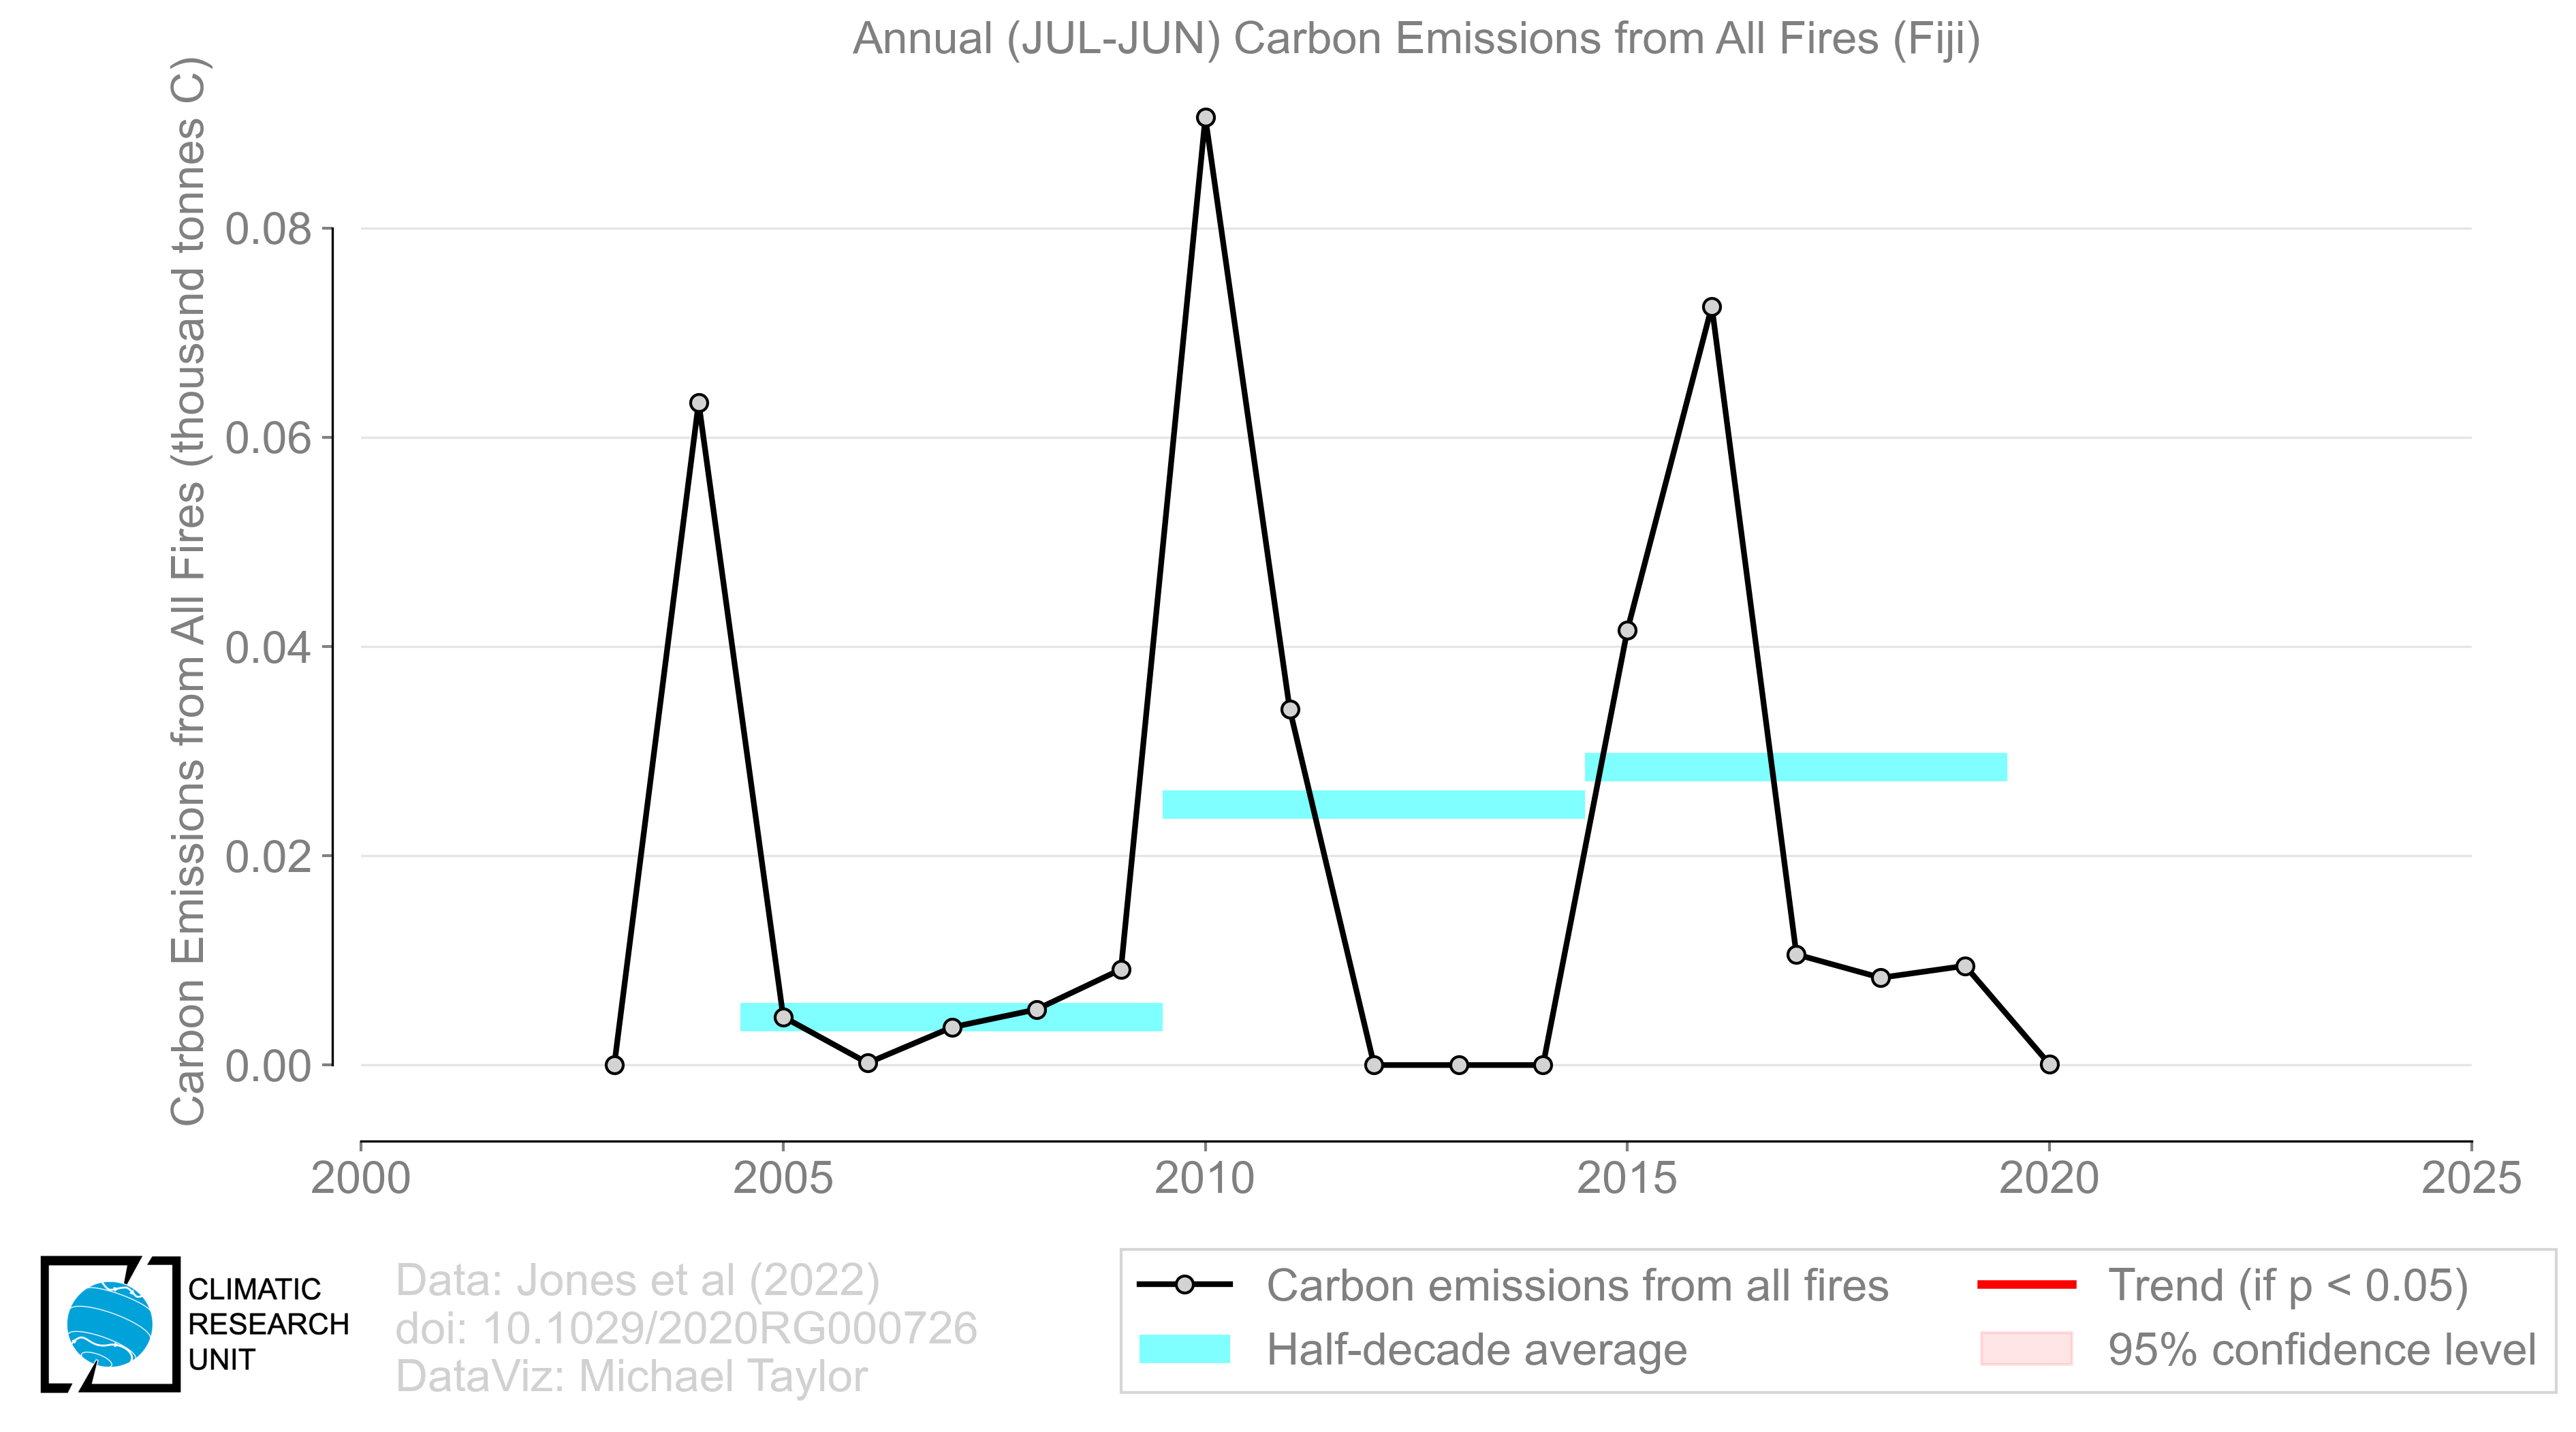 Annual (JUL-JUN) Carbon Emissions from All Fires (Fiji)
Carbon Emissions from All Fires (thousand tonnes C)
0.08
0.06
0.04
0.02
0.00
2000 2005 2010 2015 2020 2025
CLIMATIC
RESEARCH
UNIT
Data: Jones et al (2022)
doi: 10.1029/2020RG000726
DataViz: Michael Taylor
Carbon emissions from all fires
Half-decade average
Trend (if p < 0.05)
95% confidence level